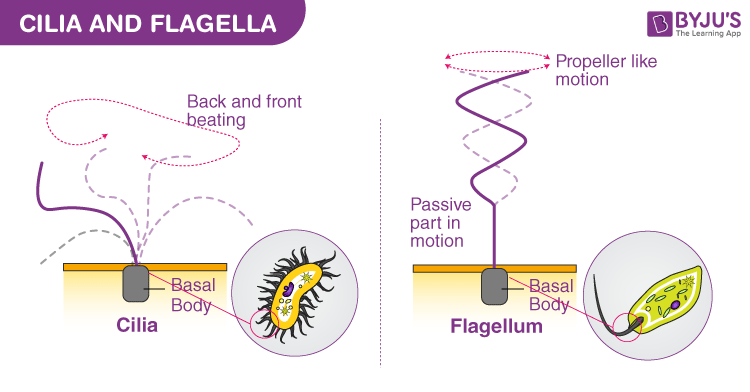 CILIA AND FLAGELLA
BYJU'S
The Learning App
Back and front
beating
Basal
Body
Cilia
Propeller like
motion
Passive
part in
motion
Basal
Body
Flagellum